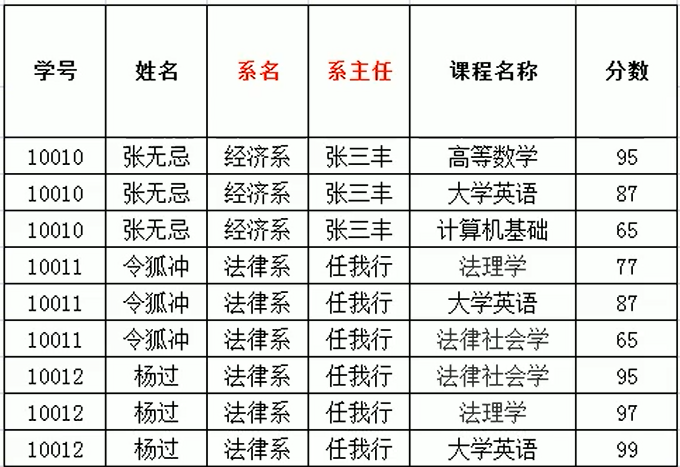 学号 姓名 系名 系主任 课程名称 分数
10010 张无忌 经济系 张三丰 高等数学 95
10010 张无忌 经济系 张三丰 大学英语 87
10010 张无忌 经济系 张三丰 计算机基础 65
10011 令狐冲 法律系 任我行 法理学 77
10011 令狐冲 法律系 任我行 大学英语 87
10011 令狐冲 法律系 任我行 法律社会学 65
10012 杨过 法律系 任我行 法律社会学 95
10012 杨过 法律系 任我行 法理学 97
10012 杨过 法律系 任我行 大学英语 99